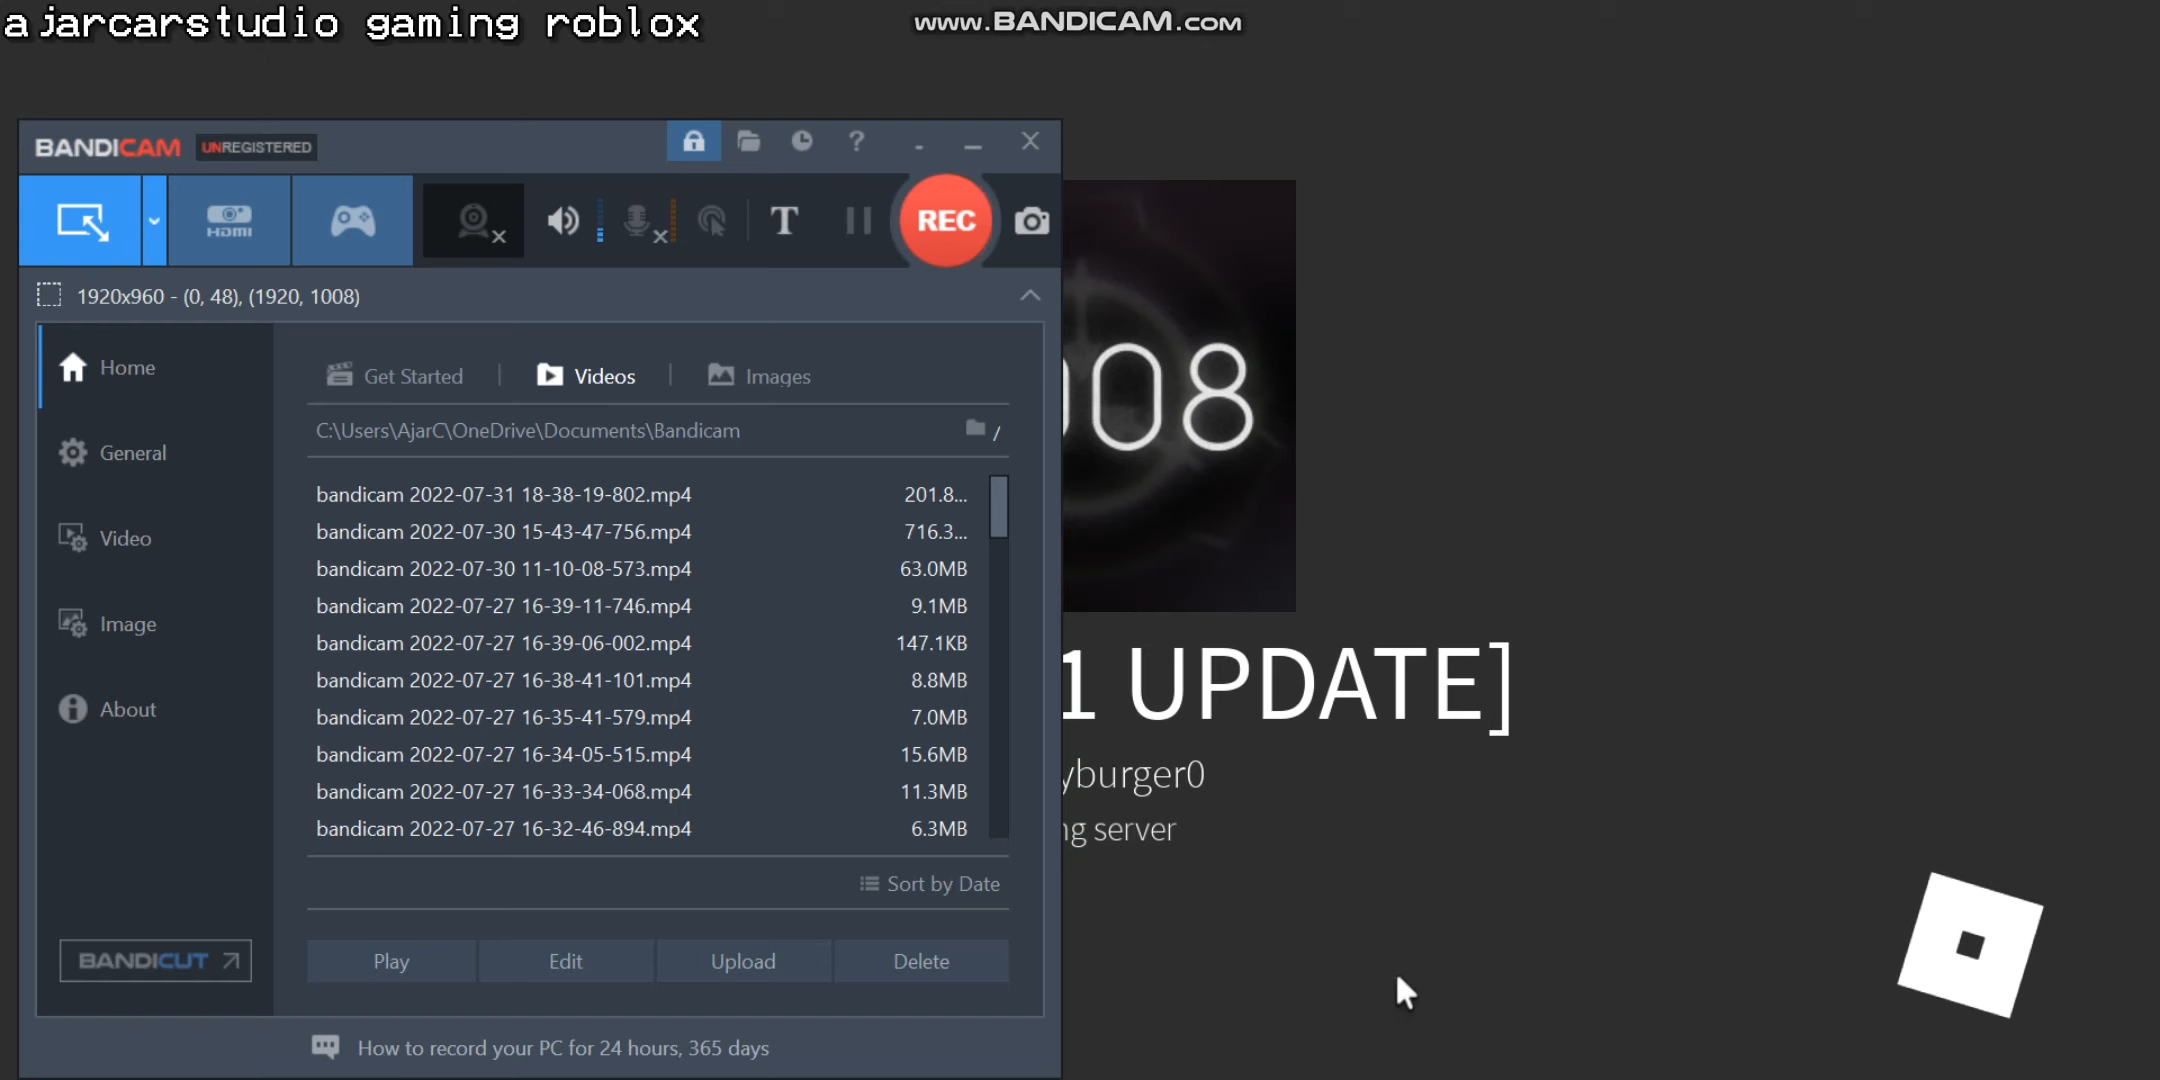 ajarcarstudio gaming roblox
www.BANDICAM.com
BANDICAM UNREGISTERED
?
HDMI
T
REC
1920x960 - (0, 48), (1920, 1008)
Home
General
Video
Image
About
BANDICUT
Get Started
Videos
Images
C:\Users\AjarC\OneDrive\Documents\Bandicam
/
bandicam 2022-07-31 18-38-19-802.mp4 201.8...
bandicam 2022-07-30 15-43-47-756.mp4 716.3...
bandicam 2022-07-30 11-10-08-573.mp4 63.0MB
bandicam 2022-07-27 16-39-11-746.mp4 9.1MB
bandicam 2022-07-27 16-39-06-002.mp4 147.1KB
bandicam 2022-07-27 16-38-41-101.mp4 8.8MB
bandicam 2022-07-27 16-35-41-579.mp4 7.0MB
bandicam 2022-07-27 16-34-05-515.mp4 15.6MB
bandicam 2022-07-27 16-33-34-068.mp4 11.3MB
bandicam 2022-07-27 16-32-46-894.mp4 6.3MB
Sort by Date
Play Edit Upload Delete
How to record your PC for 24 hours, 365 days
08
1 UPDATE]
yburger0
ng server